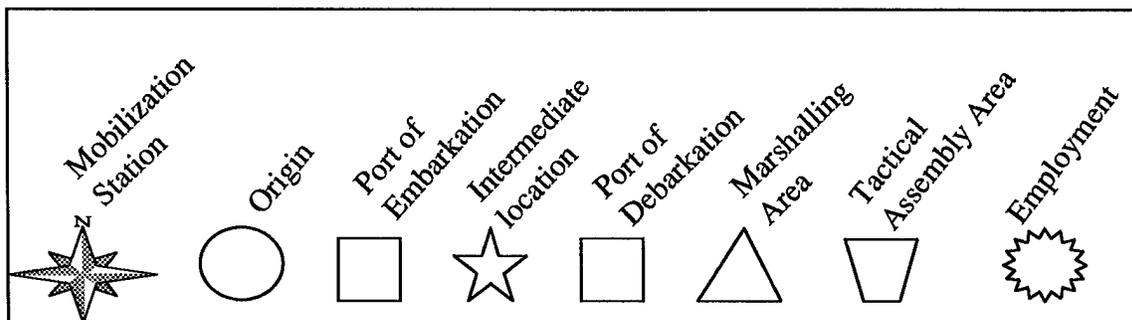 Mobilization
Station
N
Origin
Port of
Embarkation
Intermediate
location
Port of
Debarkation
Marshalling
Area
Tactical
Assembly Area
Employment